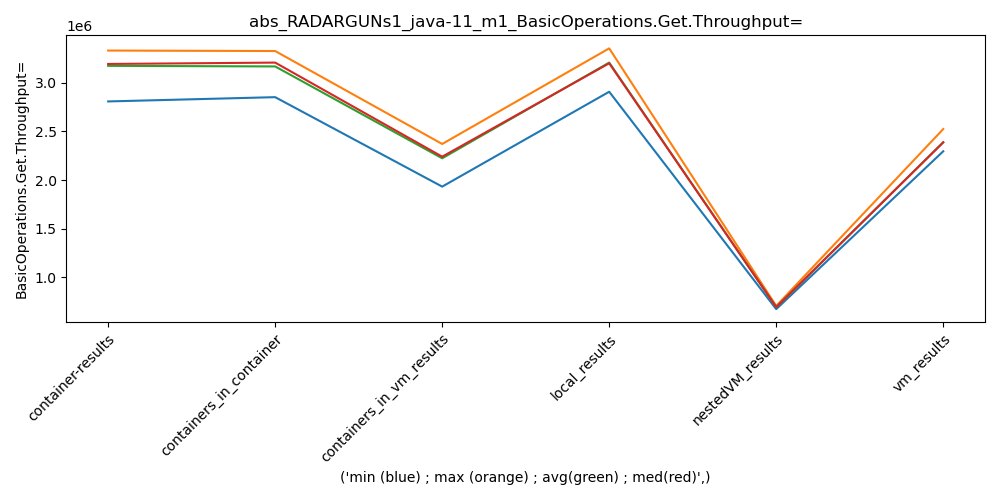 abs_RADARGUNs1_java-11_m1_BasicOperations.Get.Throughput=
1e6
3.0
2.5
2.0
1.5
1.0
BasicOperations.Get.Throughput=
container-results
containers_in_container
containers_in_vm_results
local_results
nestedVM_results
vm_results
('min (blue) ; max (orange) ; avg(green) ; med(red)',)